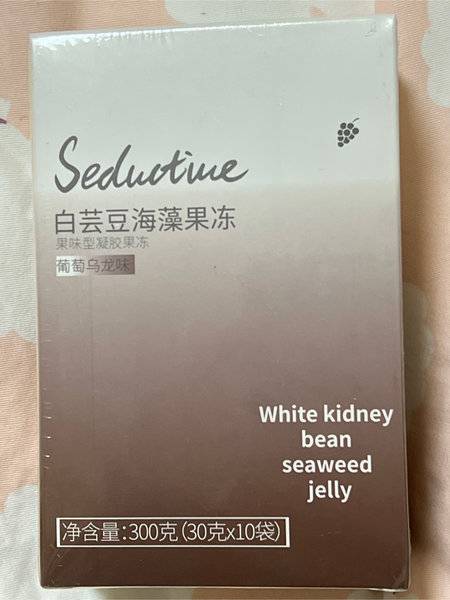 Seductive
白芸豆海藻果冻
果味型凝胶果冻
葡萄乌龙味
White kidney
bean
seaweed
jelly
净含量:300克(30克x10袋)